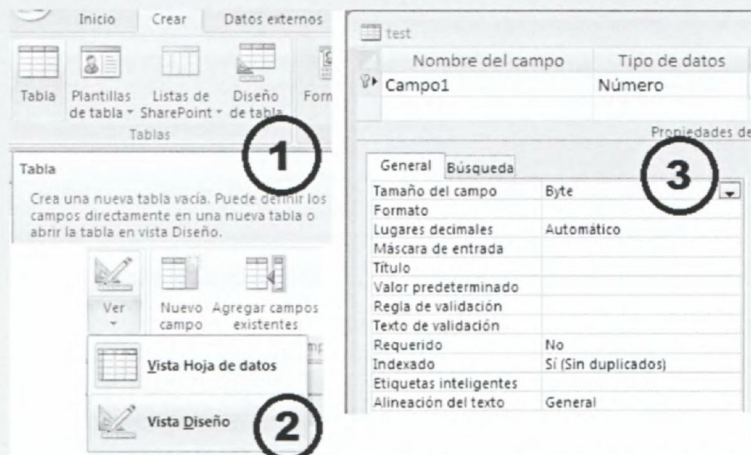 Inicio Crear Datos externos
Tabla Plantillas de tabla Listas de SharePoint Diseño de tabla Form
Tablas
1
Tabla
Crea una nueva tabla vacía. Puede definir los
campos directamente en una nueva tabla o
abrir la tabla en vista Diseño.
Ver Nuevo campo Agregar campos existentes
Vista Hoja de datos
Vista Diseño
2
test
Nombre del campo Tipo de datos
Campo1 Número
Propiedades de
3
General Búsqueda
Tamaño del campo Byte
Formato
Lugares decimales Automático
Máscara de entrada
Título
Valor predeterminado
Regla de validación
Texto de validación
Requerido No
Indexado Sí (Sin duplicados)
Etiquetas inteligentes
Alineación del texto General